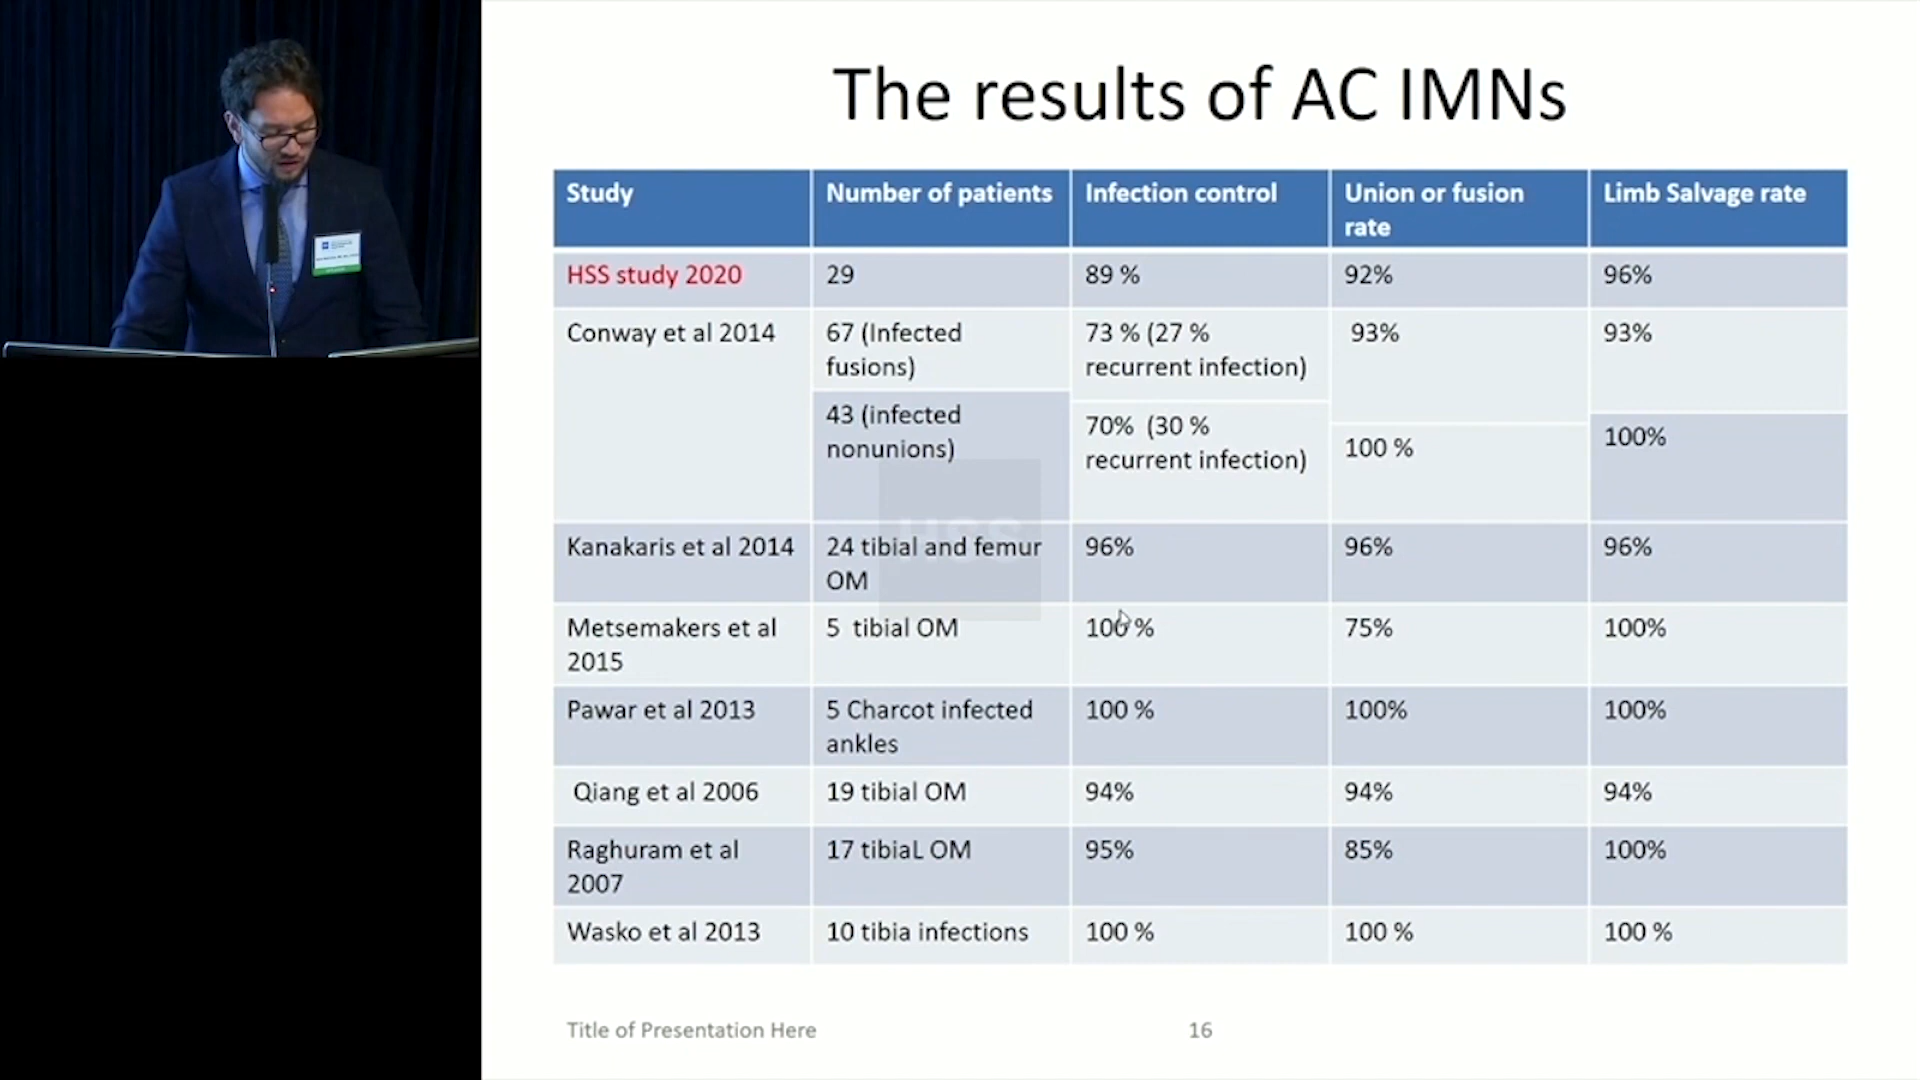 The results of AC IMNs
Study
Number of patients
Infection control
Union or fusion
rate
Limb Salvage rate
HSS study 2020
29
89 %
92%
96%
Conway et al 2014
67 (Infected
fusions)
73 % (27 %
recurrent infection)
93%
93%
43 (infected
nonunions)
70% (30 %
recurrent infection)
100 %
100%
Kanakaris et al 2014
24 tibial and femur
OM
96%
96%
96%
Metsemakers et al
2015
5 tibial OM
100 %
75%
100%
Pawar et al 2013
5 Charcot infected
ankles
100 %
100%
100%
Qiang et al 2006
19 tibial OM
94%
94%
94%
Raghuram et al
2007
17 tibiaL OM
95%
85%
100%
Wasko et al 2013
10 tibia infections
100 %
100 %
100 %
HSS
Title of Presentation Here
16